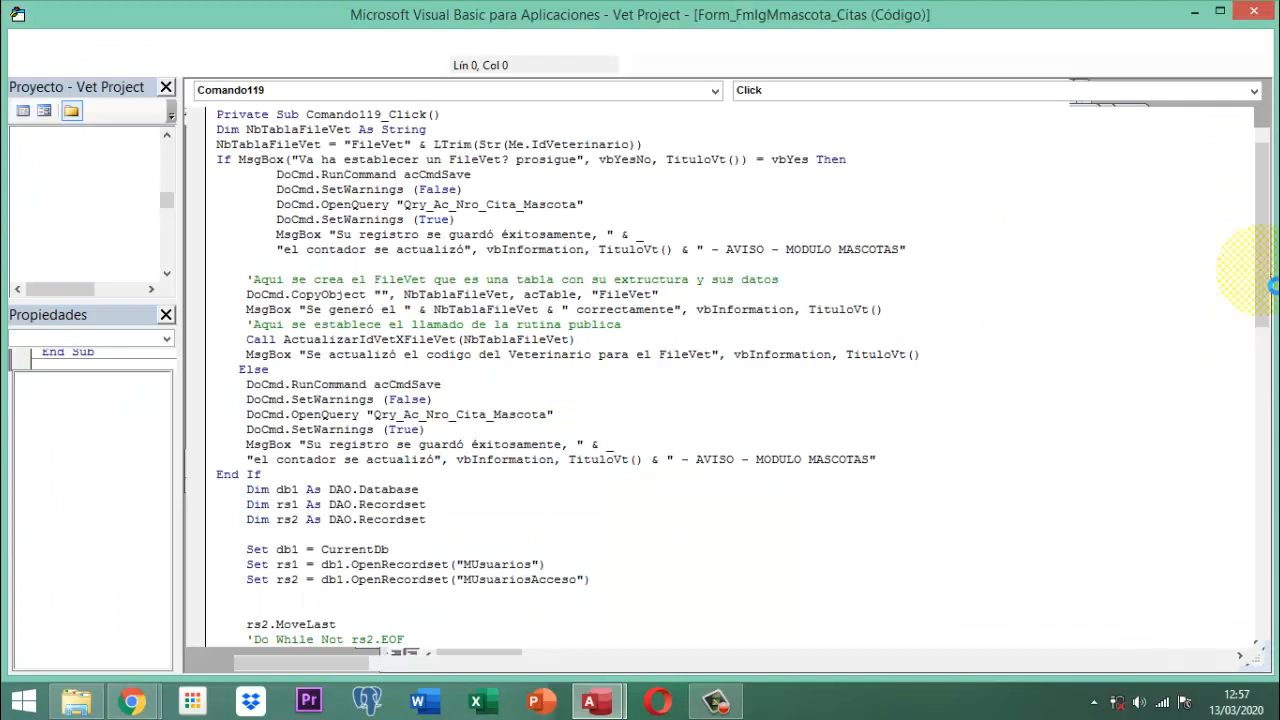 Microsoft Visual Basic para Aplicaciones - Vet Project - [Form_FmIgMmascota_Citas (Código)]
Lín 0, Col 0
Proyecto - Vet Project
Comando119
Click
Private Sub Comando119_Click()
Dim NbTablaFileVet As String
NbTablaFileVet = "FileVet" & LTrim(Str(Me.IdVeterinario))
If MsgBox("Va ha establecer un FileVet? prosigue", vbYesNo, TituloVt()) = vbYes Then
DoCmd.RunCommand acCmdSave
DoCmd.SetWarnings (False)
DoCmd.OpenQuery "Qry_Ac_Nro_Cita_Mascota"
DoCmd.SetWarnings (True)
MsgBox "Su registro se guardó éxitosamente, " & _
"el contador se actualizó", vbInformation, TituloVt() & " - AVISO - MODULO MASCOTAS"
'Aqui se crea el FileVet que es una tabla con su extructura y sus datos
DoCmd.CopyObject "", NbTablaFileVet, acTable, "FileVet"
MsgBox "Se generó el " & NbTablaFileVet & " correctamente", vbInformation, TituloVt()
'Aqui se establece el llamado de la rutina publica
Call ActualizarIdVetXFileVet(NbTablaFileVet)
MsgBox "Se actualizó el codigo del Veterinario para el FileVet", vbInformation, TituloVt()
Else
DoCmd.RunCommand acCmdSave
DoCmd.SetWarnings (False)
DoCmd.OpenQuery "Qry_Ac_Nro_Cita_Mascota"
DoCmd.SetWarnings (True)
MsgBox "Su registro se guardó éxitosamente, " & _
"el contador se actualizó", vbInformation, TituloVt() & " - AVISO - MODULO MASCOTAS"
End If
Dim db1 As DAO.Database
Dim rs1 As DAO.Recordset
Dim rs2 As DAO.Recordset
Set db1 = CurrentDb
Set rs1 = db1.OpenRecordset("MUsuarios")
Set rs2 = db1.OpenRecordset("MUsuariosAcceso")
rs2.MoveLast
'Do While Not rs2.EOF
Propiedades
End Sub
Pr
W
X
P
A
12:57
13/03/2020